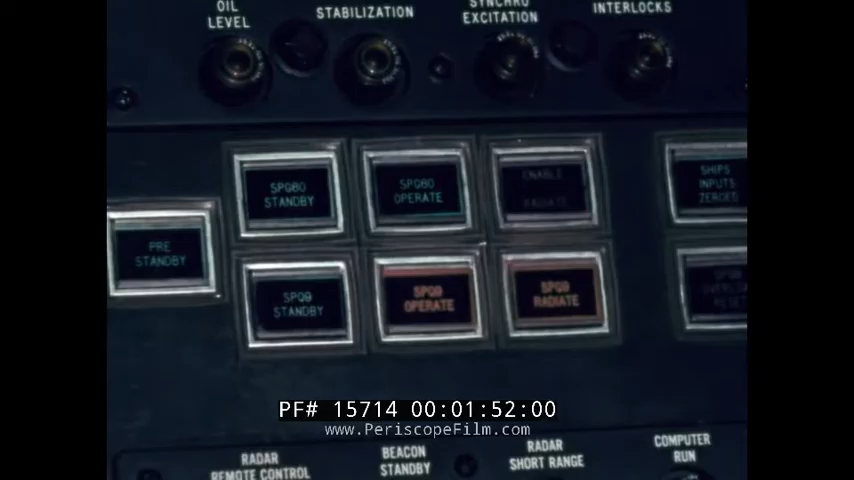 OIL
LEVEL
STABILIZATION
SYNCHRO
EXCITATION
INTERLOCKS
PRE
STANDBY
SPG60
STANDBY
SPG60
OPERATE
ENABLE
RADIATE
SHIPS
INPUTS
ZEROED
SPQ9
STANDBY
SPQ9
OPERATE
SPQ9
RADIATE
RESET
PF# 15714 00:01:52:00
www.PeriscopeFilm.com
RADAR
REMOTE CONTROL
BEACON
STANDBY
RADAR
SHORT RANGE
COMPUTER
RUN